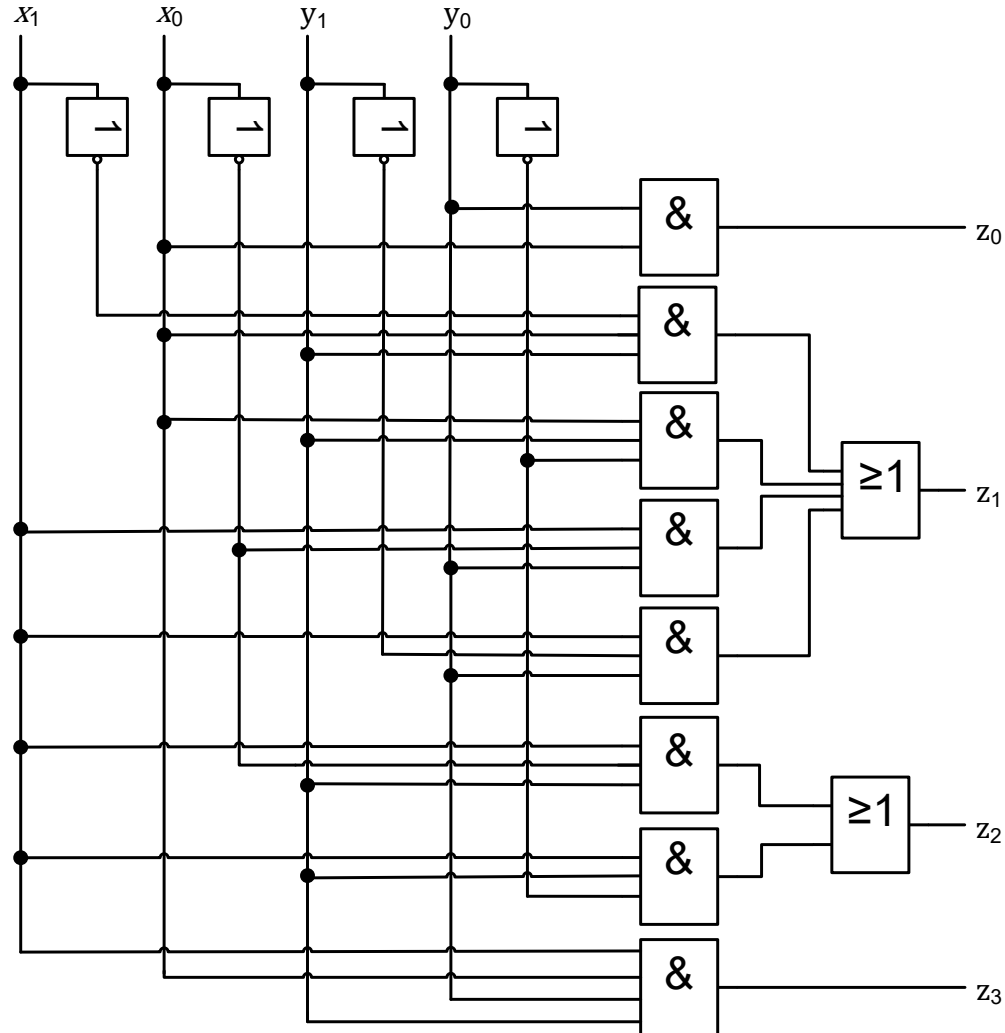 x₁ x₀ y₁ y₀
1 1 1 1
& z₀
&
&
≥1 z₁
&
&
&
≥1 z₂
&
& z₃